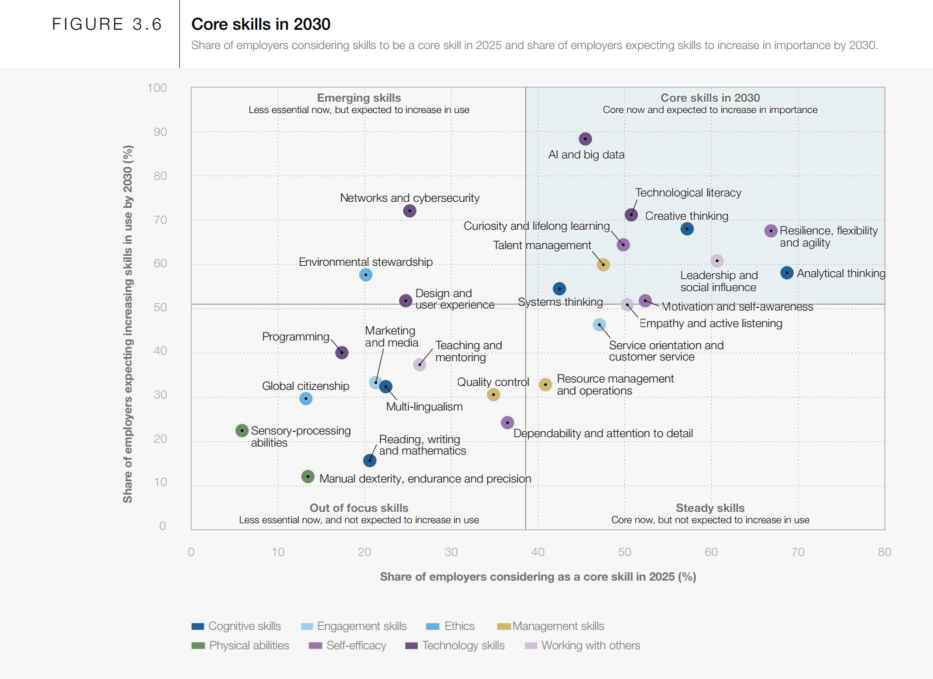 FIGURE 3.6
Core skills in 2030
Share of employers considering skills to be a core skill in 2025 and share of employers expecting skills to increase in importance by 2030.
Share of employers expecting increasing skills in use by 2030 (%)
100
90
80
70
60
50
40
30
20
10
0
Emerging skills
Less essential now, but expected to increase in use
Core skills in 2030
Core now and expected to increase in importance
AI and big data
Networks and cybersecurity
Technological literacy
Creative thinking
Curiosity and lifelong learning
Resilience, flexibility
and agility
Talent management
Environmental stewardship
Leadership and
social influence
Analytical thinking
Design and
user experience
Systems thinking
Motivation and self-awareness
Empathy and active listening
Programming
Marketing
and media
Teaching and
mentoring
Service orientation and
customer service
Global citizenship
Quality control
Resource management
and operations
Multi-lingualism
Sensory-processing
abilities
Reading, writing
and mathematics
Dependability and attention to detail
Manual dexterity, endurance and precision
Out of focus skills
Less essential now, and not expected to increase in use
Steady skills
Core now, but not expected to increase in use
0
10
20
30
40
50
60
70
80
Share of employers considering as a core skill in 2025 (%)
Cognitive skills
Engagement skills
Ethics
Management skills
Physical abilities
Self-efficacy
Technology skills
Working with others